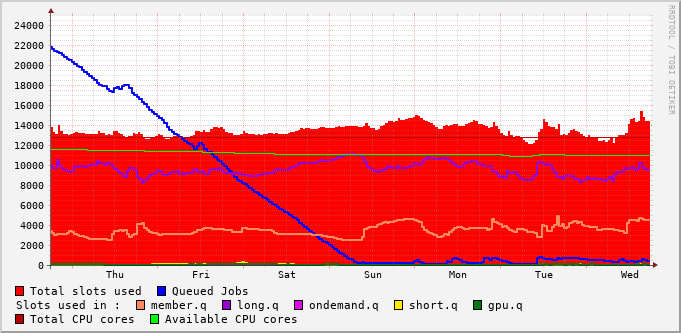 RRDTOOL / TOBI OETIKER
24000
22000
20000
18000
16000
14000
12000
10000
8000
6000
4000
2000
0
Thu Fri Sat Sun Mon Tue Wed
Total slots used Queued Jobs
Slots used in : member.q long.q ondemand.q short.q gpu.q
Total CPU cores Available CPU cores